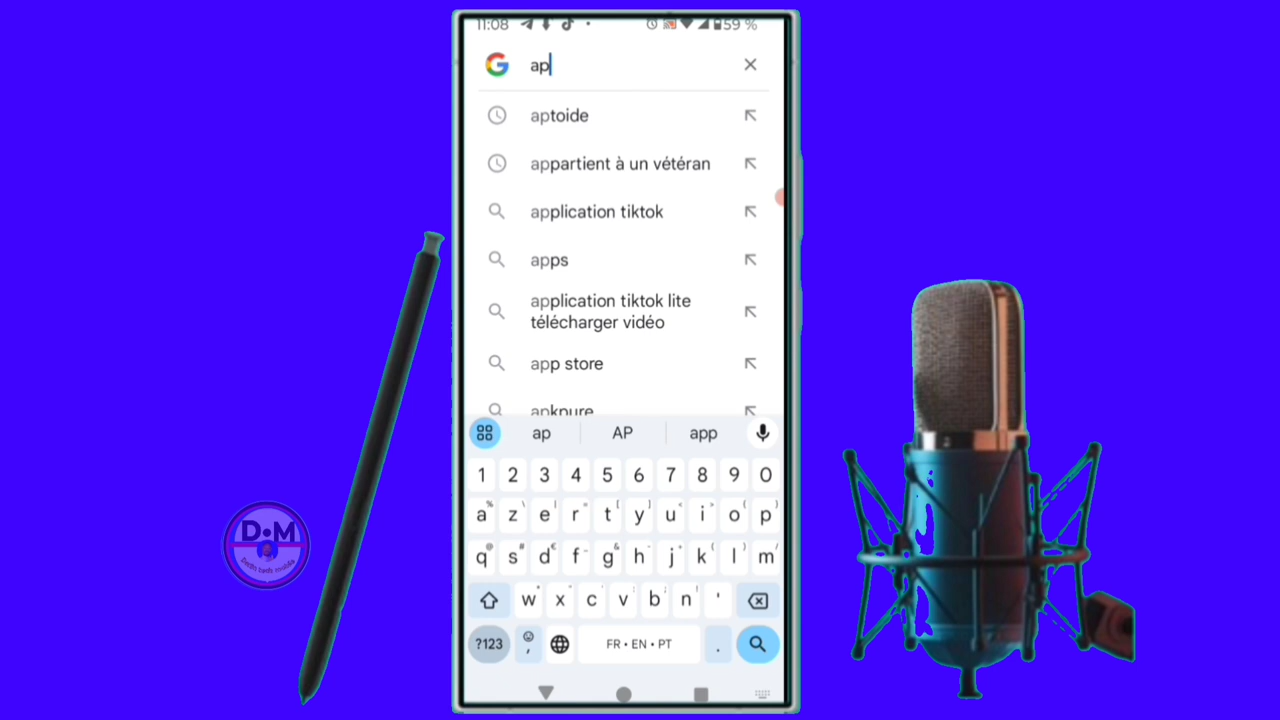 11:08 59 %
ap
aptoide
appartient à un vétéran
application tiktok
apps
application tiktok lite
télécharger vidéo
app store
apkpure
ap AP app
1 2 3 4 5 6 7 8 9 0
a z e r t y u i o p
q s d f g h j k l m
w x c v b n '
?123 , FR • EN • PT .
D•M